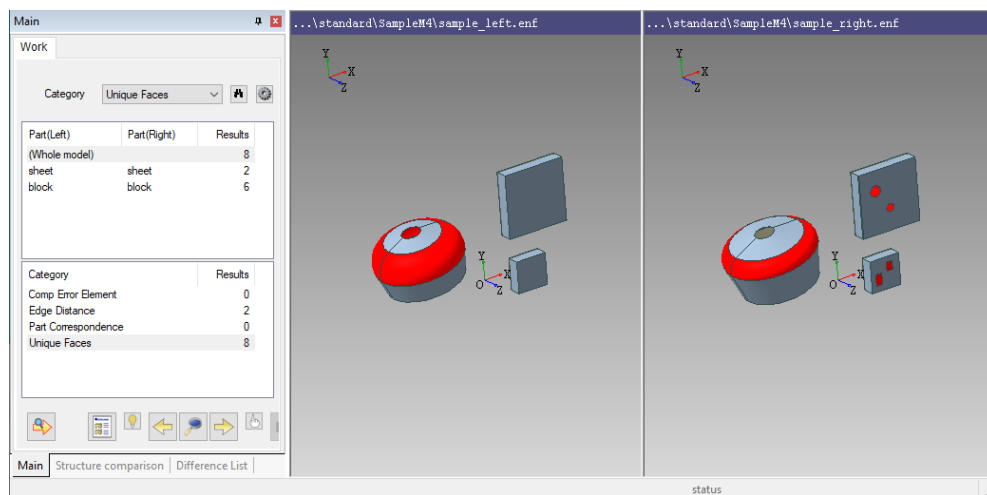 Main
Work
Category Unique Faces
Part(Left) Part(Right) Results
(Whole model) 8
sheet sheet 2
block block 6
Category Results
Comp Error Element 0
Edge Distance 2
Part Correspondence 0
Unique Faces 8
Main Structure comparison Difference List
...\standard\SampleM4\sample_left.enf
Y
X
Z
Y
X
O
Z
...\standard\SampleM4\sample_right.enf
Y
X
Z
Y
X
O
Z
status